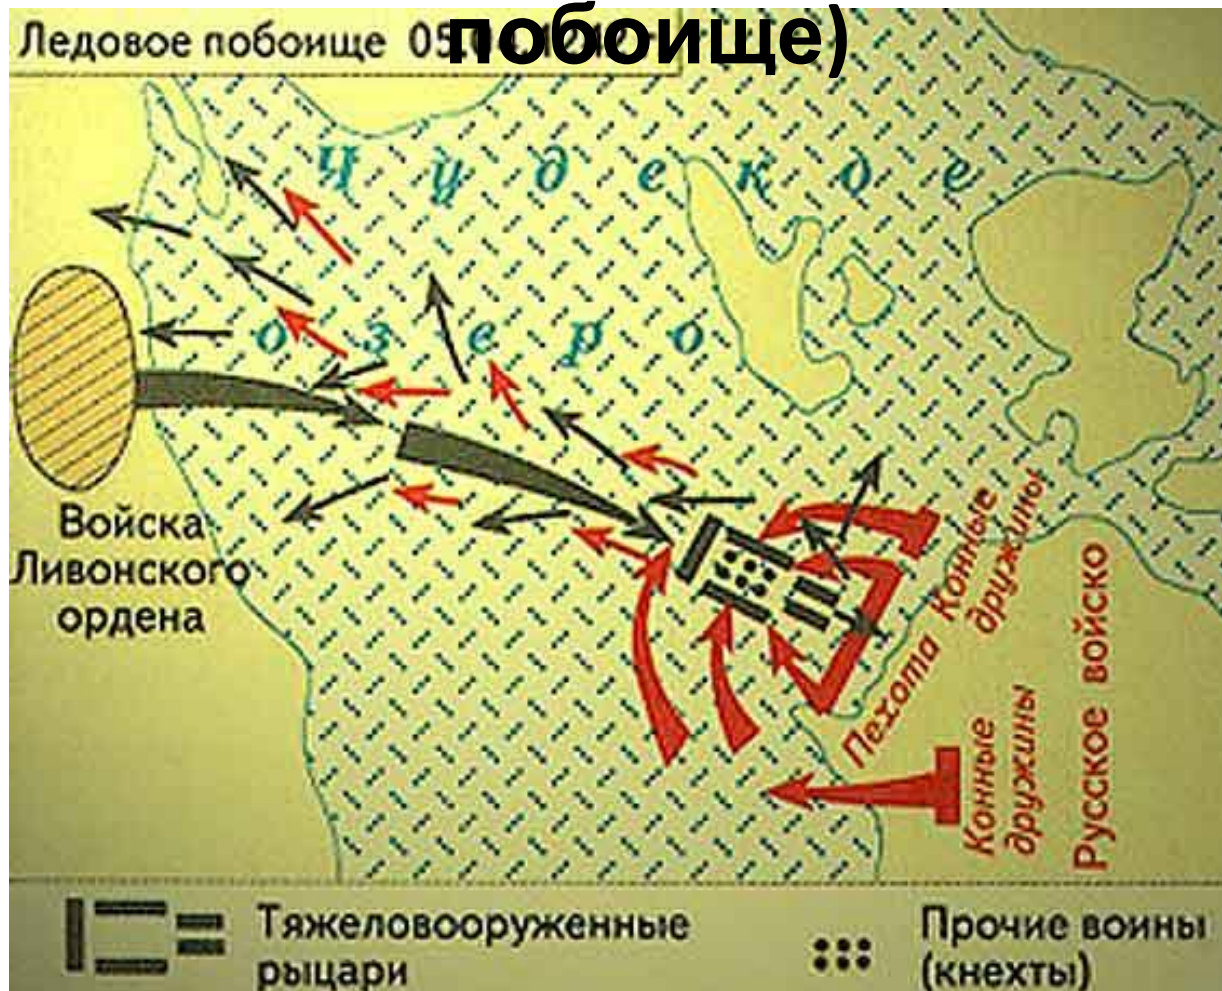 побоище)
Ледовое побоище 05
Чудское
озеро
Войска
Ливонского
ордена
Конные
дружины
Пехота
Конные
дружины
Русское войско
Тяжеловооруженные
рыцари
Прочие воины
(кнехты)